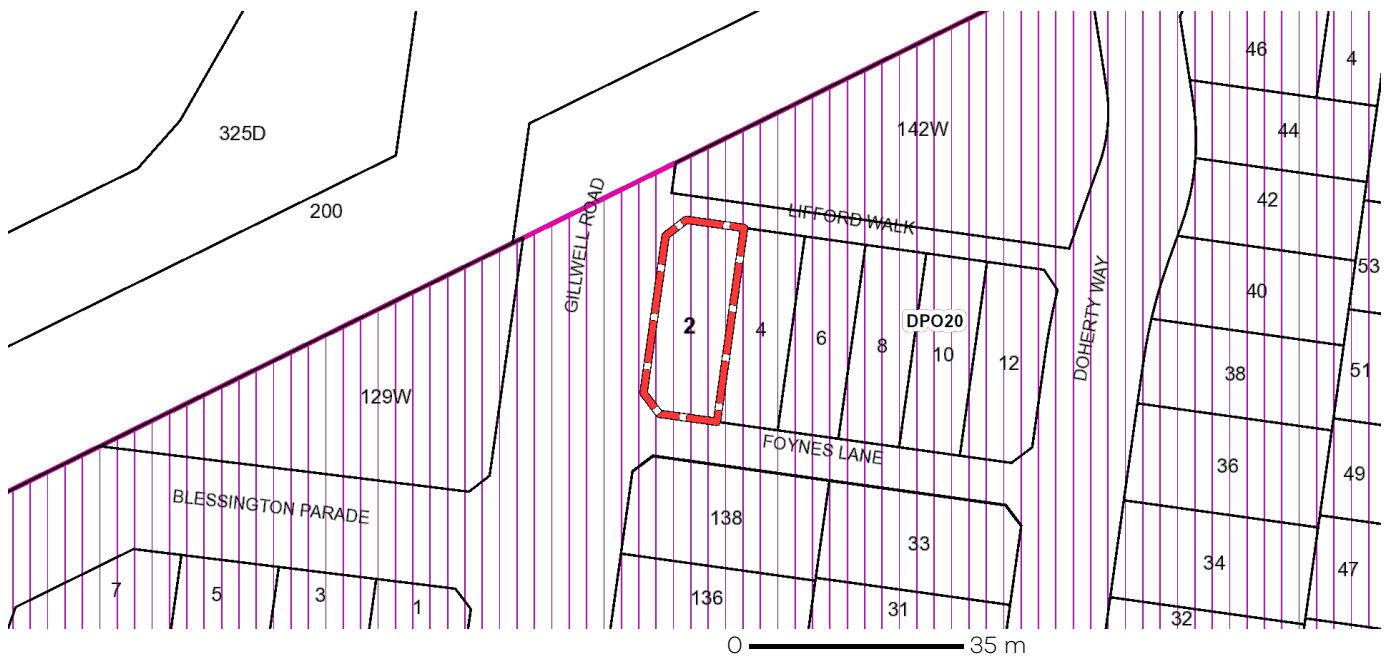 46
4
325D
142W
44
200
42
LIFFORD WALK
GILLWELL ROAD
53
40
DOHERTY WAY
DPO20
2
4
6
8
10
12
38
51
129W
FOYNES LANE
36
49
BLESSINGTON PARADE
138
33
34
47
7
5
3
1
136
31
32
0 35 m